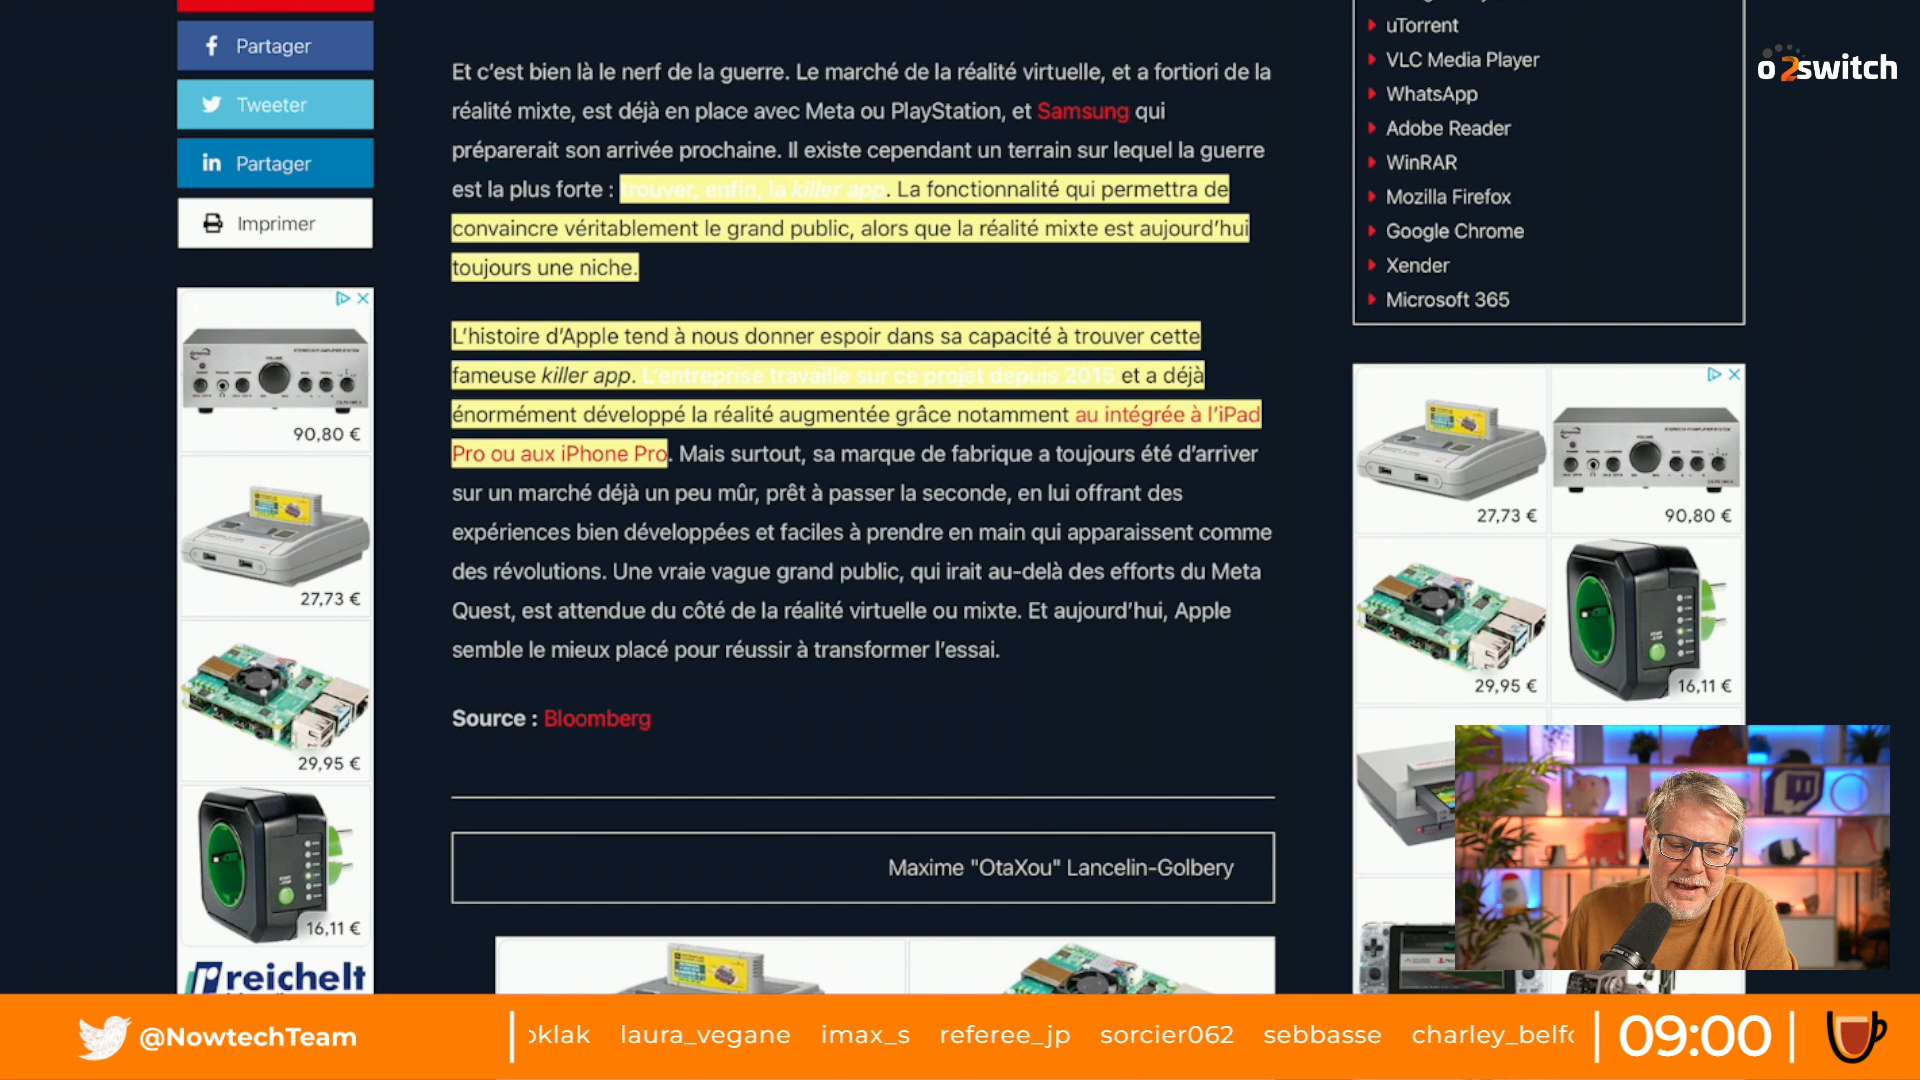 Partager
Tweeter
Partager
Imprimer
90,80 €
27,73 €
29,95 €
16,11 €
reichelt
Et c’est bien là le nerf de la guerre. Le marché de la réalité virtuelle, et a fortiori de la
réalité mixte, est déjà en place avec Meta ou PlayStation, et Samsung qui
préparerait son arrivée prochaine. Il existe cependant un terrain sur lequel la guerre
est la plus forte : trouver, enfin, la killer app. La fonctionnalité qui permettra de
convaincre véritablement le grand public, alors que la réalité mixte est aujourd’hui
toujours une niche.
L’histoire d’Apple tend à nous donner espoir dans sa capacité à trouver cette
fameuse killer app. L’entreprise travaille sur ce projet depuis 2015 et a déjà
énormément développé la réalité augmentée grâce notamment au intégrée à l’iPad
Pro ou aux iPhone Pro. Mais surtout, sa marque de fabrique a toujours été d’arriver
sur un marché déjà un peu mûr, prêt à passer la seconde, en lui offrant des
expériences bien développées et faciles à prendre en main qui apparaissent comme
des révolutions. Une vraie vague grand public, qui irait au-delà des efforts du Meta
Quest, est attendue du côté de la réalité virtuelle ou mixte. Et aujourd’hui, Apple
semble le mieux placé pour réussir à transformer l’essai.
Source : Bloomberg
Maxime "OtaXou" Lancelin-Golbery
uTorrent
VLC Media Player
WhatsApp
Adobe Reader
WinRAR
Mozilla Firefox
Google Chrome
Xender
Microsoft 365
o2switch
27,73 €
90,80 €
29,95 €
16,11 €
@NowtechTeam
oklak laura_vegane imax_s referee_jp sorcier062 sebbasse charley_belfo
09:00